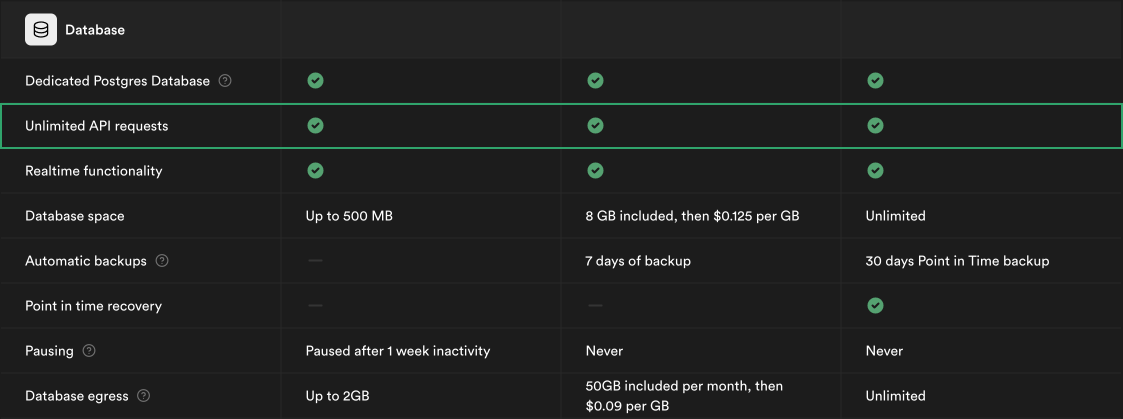 Database
Dedicated Postgres Database ?
Unlimited API requests
Realtime functionality
Database space Up to 500 MB 8 GB included, then $0.125 per GB Unlimited
Automatic backups ? — 7 days of backup 30 days Point in Time backup
Point in time recovery — —
Pausing ? Paused after 1 week inactivity Never Never
Database egress ? Up to 2GB 50GB included per month, then Unlimited
$0.09 per GB